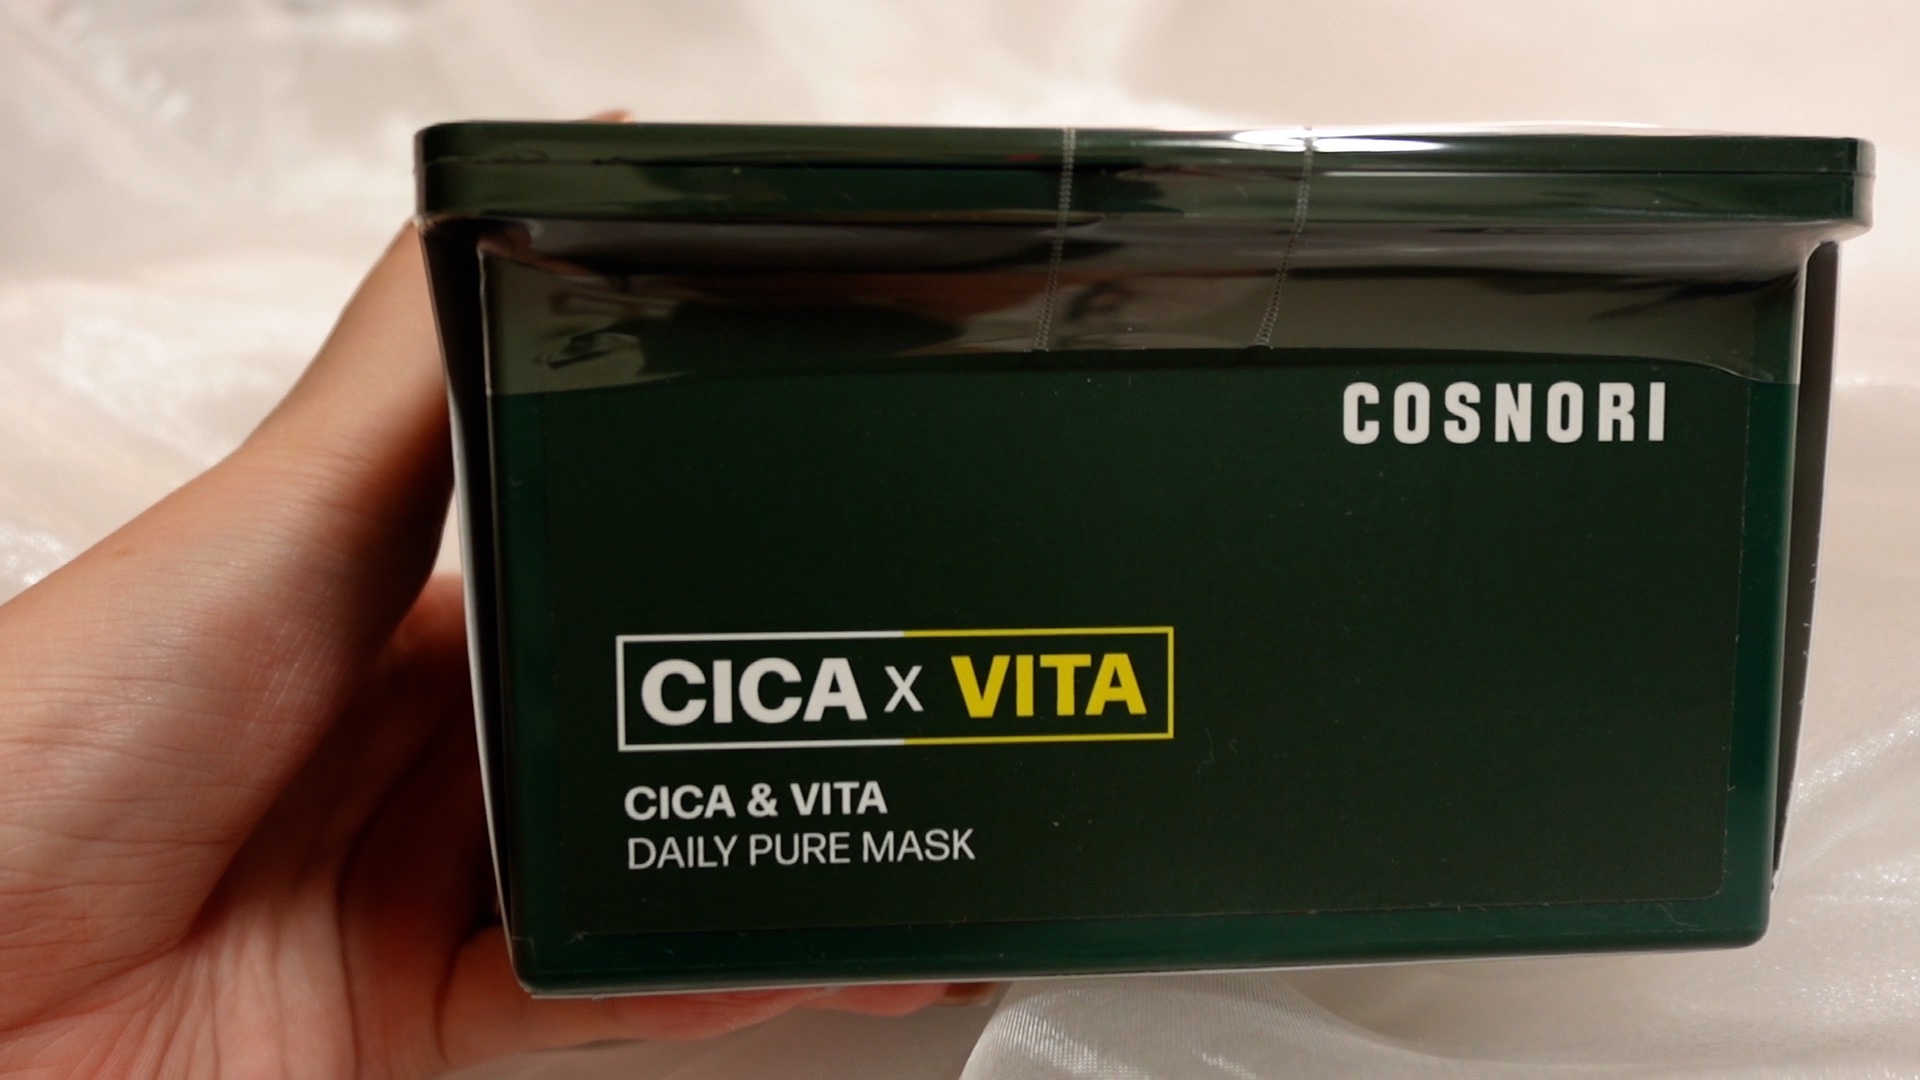 COSNORI
CICA X VITA
CICA & VITA
DAILY PURE MASK